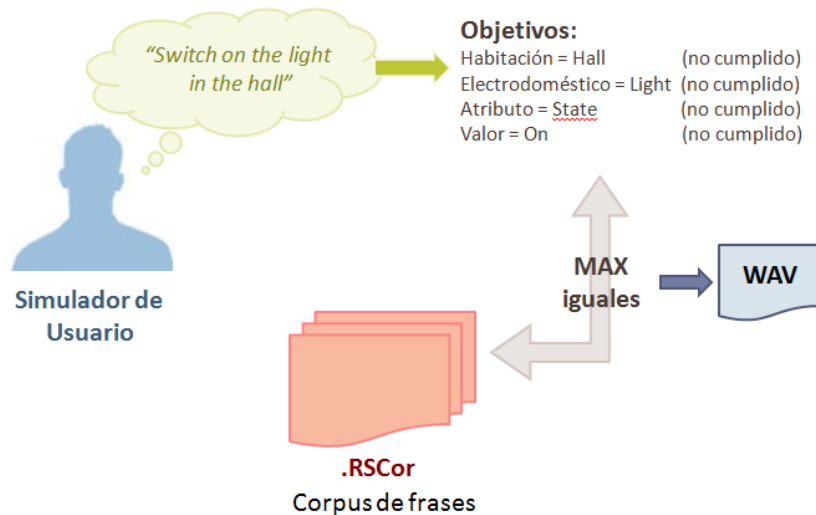 “Switch on the light
in the hall”
Objetivos:
Habitación = Hall (no cumplido)
Electrodoméstico = Light (no cumplido)
Atributo = State (no cumplido)
Valor = On (no cumplido)
Simulador de
Usuario
MAX
iguales
WAV
.RSCor
Corpus de frases